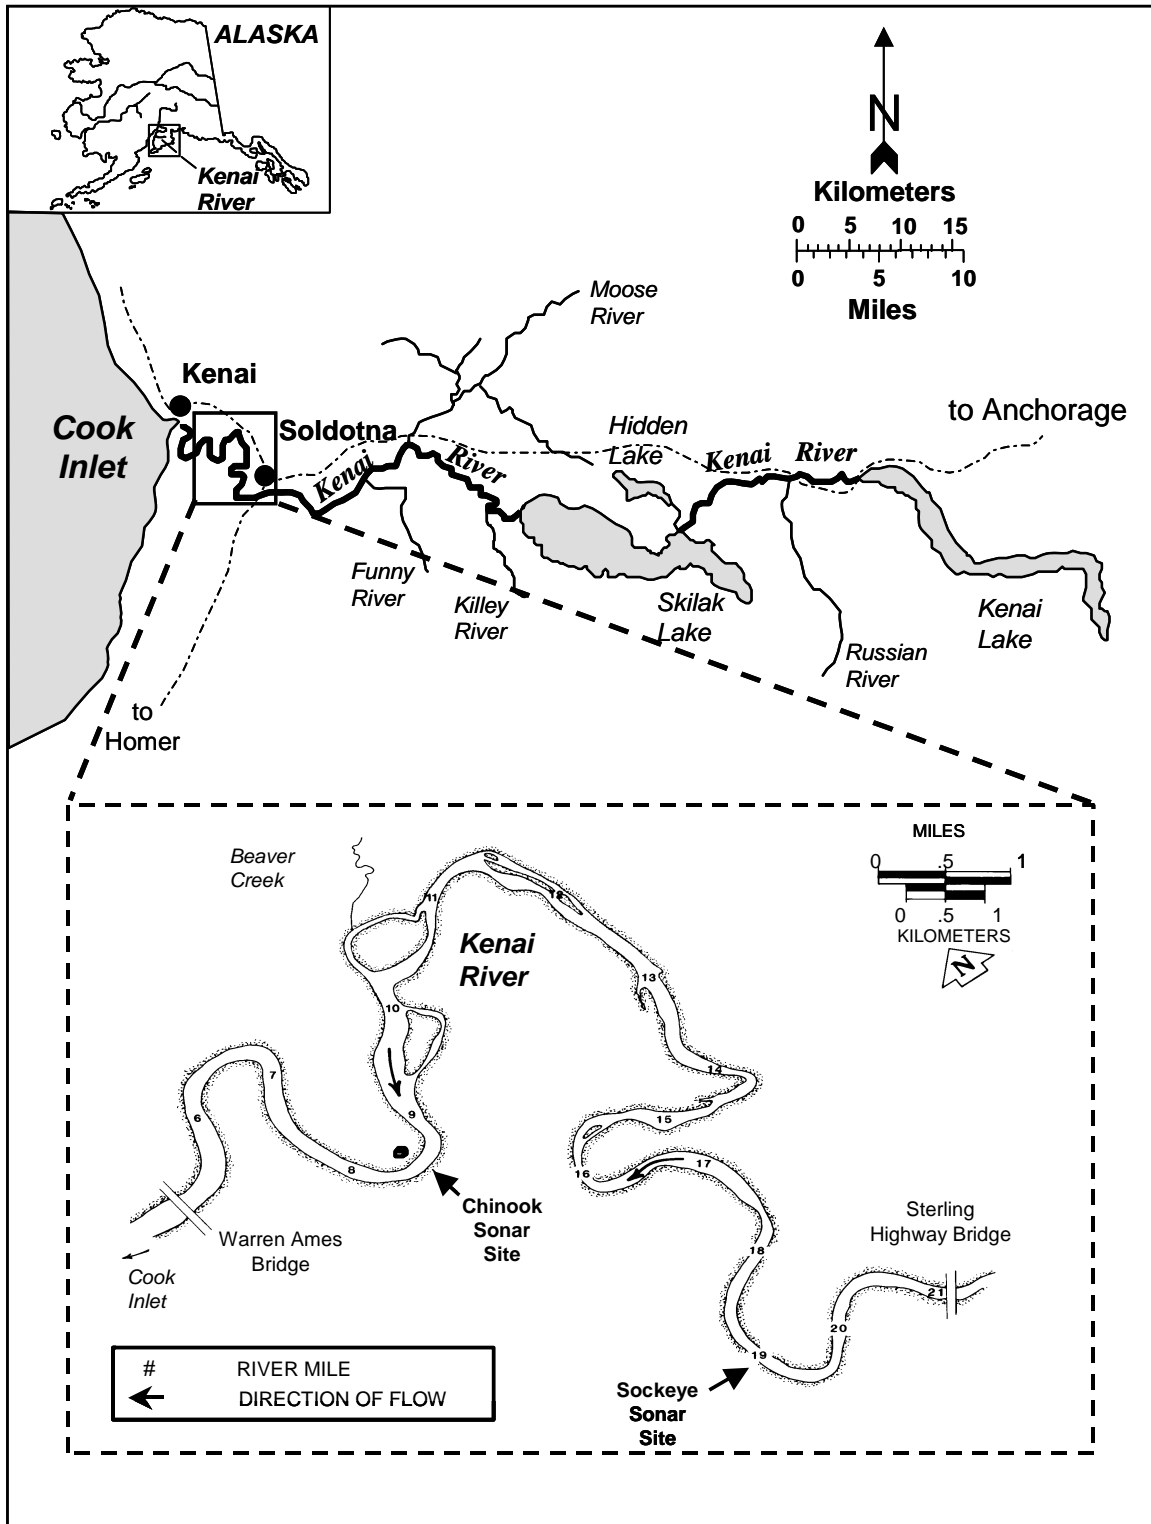 ALASKA
Kenai
River
N
Kilometers
0 5 10 15
0 5 10
Miles
Moose
River
Kenai
Cook
Inlet
Soldotna
Hidden
Lake
to Anchorage
Kenai River
Kenai River
Funny
River
Killey
River
Skilak
Lake
Kenai
Lake
Russian
River
to
Homer
Beaver
Creek
MILES
0 .5 1
0 .5 1
KILOMETERS
N
Kenai
River
11
12
13
10
14
9
15
7
6
8
16
17
18
19
20
21
Chinook
Sonar
Site
Warren Ames
Bridge
Cook
Inlet
Sterling
Highway Bridge
Sockeye
Sonar
Site
# RIVER MILE
DIRECTION OF FLOW